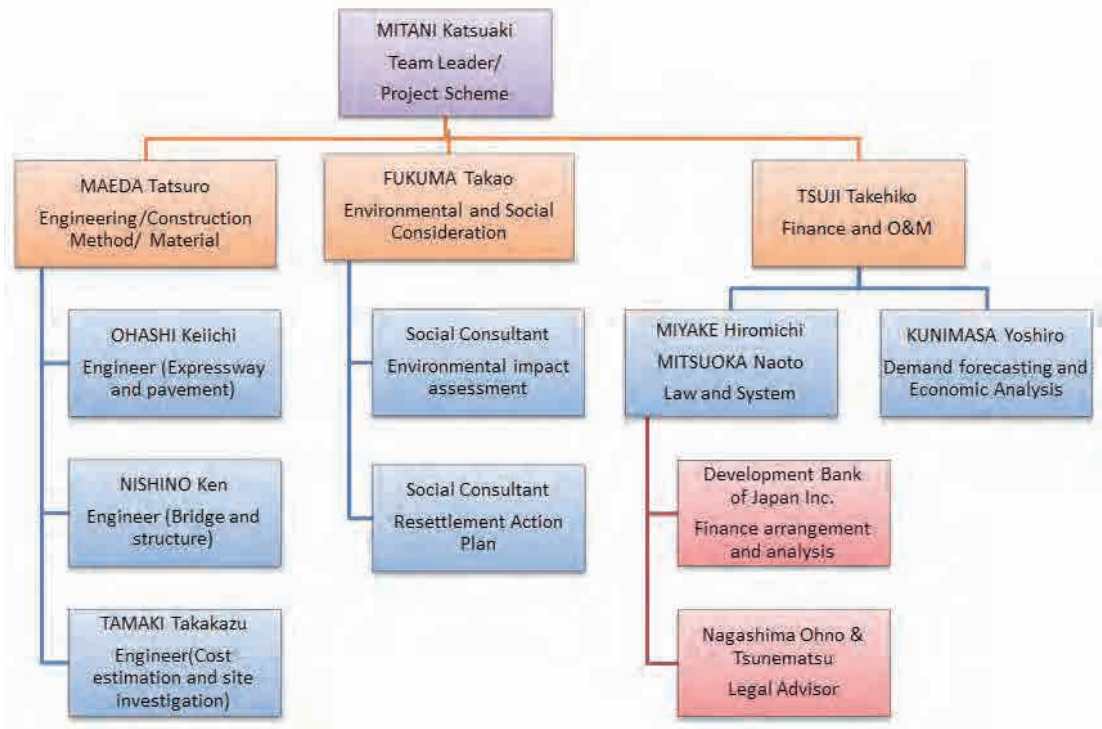 MITANI Katsuaki
Team Leader/
Project Scheme
MAEDA Tatsuro
Engineering/Construction
Method/ Material
FUKUMA Takao
Environmental and Social
Consideration
TSUJI Takehiko
Finance and O&M
OHASHI Keiichi
Engineer (Expressway
and pavement)
Social Consultant
Environmental impact
assessment
MIYAKE Hiromichi
MITSUOKA Naoto
Law and System
KUNIMASA Yoshiro
Demand forecasting and
Economic Analysis
NISHINO Ken
Engineer (Bridge and
structure)
Social Consultant
Resettlement Action
Plan
Development Bank
of Japan Inc.
Finance arrangement
and analysis
TAMAKI Takakazu
Engineer(Cost
estimation and site
investigation)
Nagashima Ohno &
Tsunematsu
Legal Advisor